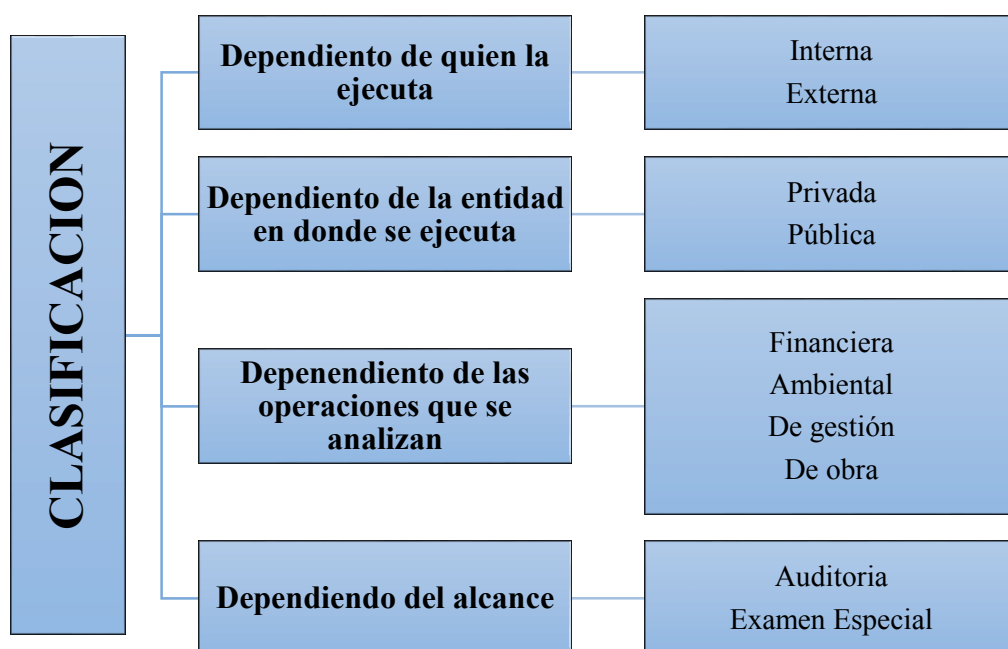 CLASIFICACION
Dependiento de quien la
ejecuta
Interna
Externa
Dependiento de la entidad
en donde se ejecuta
Privada
Pública
Depenendiento de las
operaciones que se
analizan
Financiera
Ambiental
De gestión
De obra
Dependiendo del alcance
Auditoria
Examen Especial